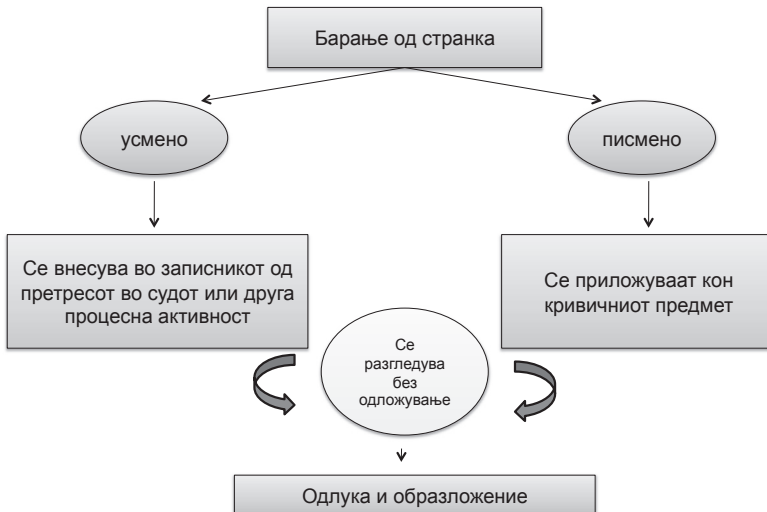 Барање од странка
усмено
писмено
Се внесува во записникот од
претресот во судот или друга
процесна активност
Се приложуваат кон
кривичниот предмет
Се
разгледува
без
одложување
Одлука и образложение